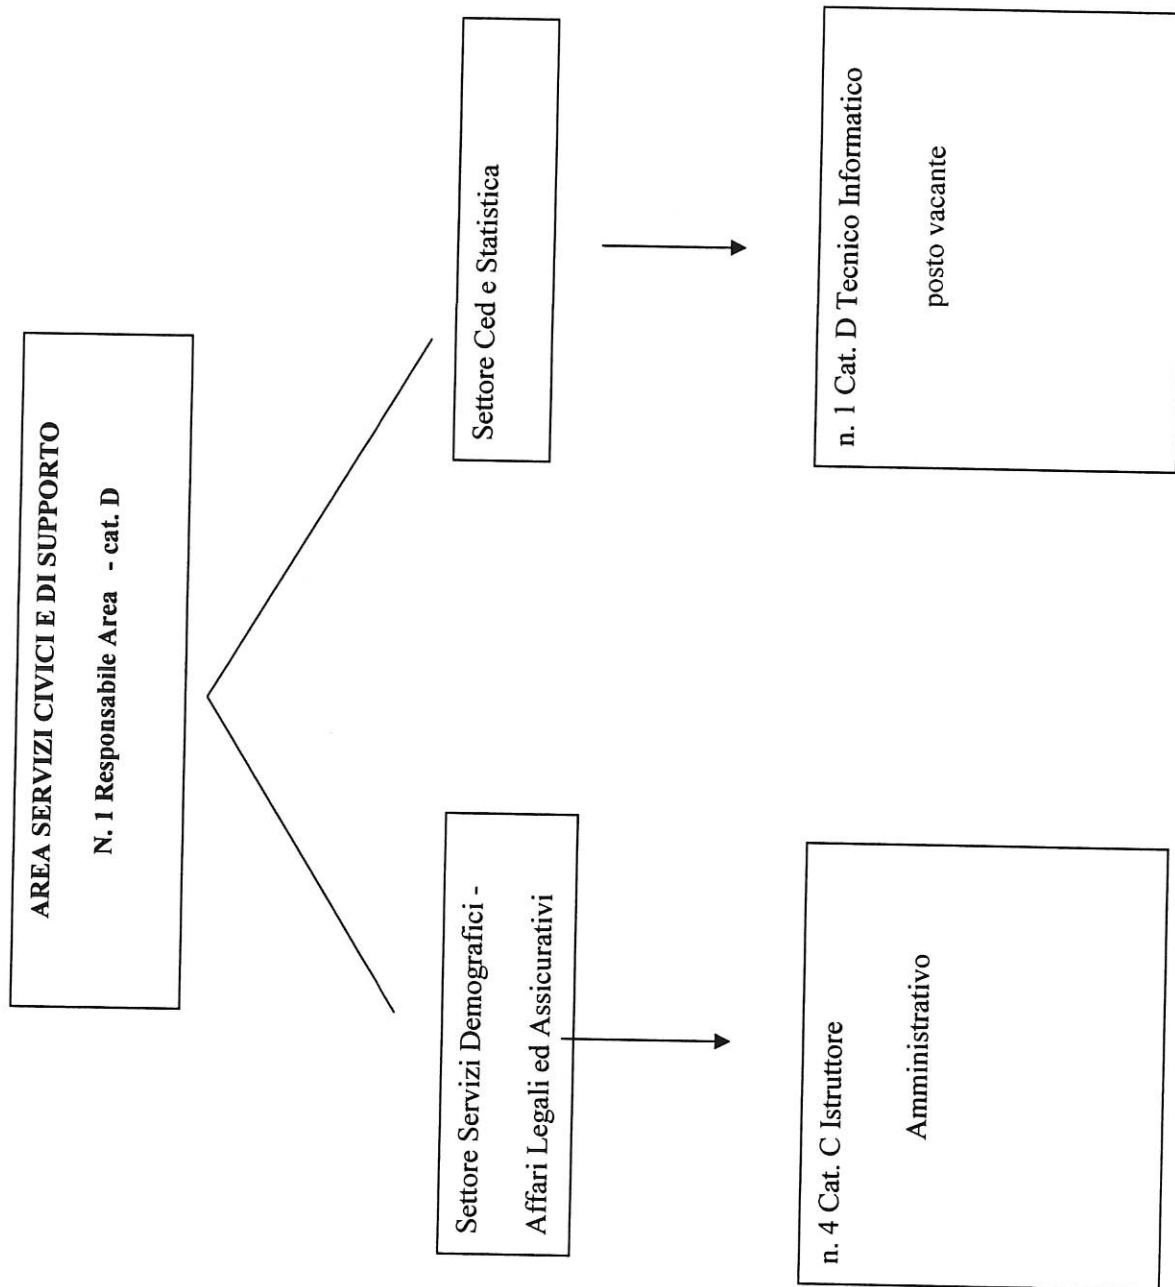 AREA SERVIZI CIVICI E DI SUPPORTO
N. 1 Responsabile Area - cat. D
Settore Servizi Demografici -
Affari Legali ed Assicurativi
Settore Ced e Statistica
n. 4 Cat. C Istruttore
Amministrativo
n. 1 Cat. D Tecnico Informatico
posto vacante